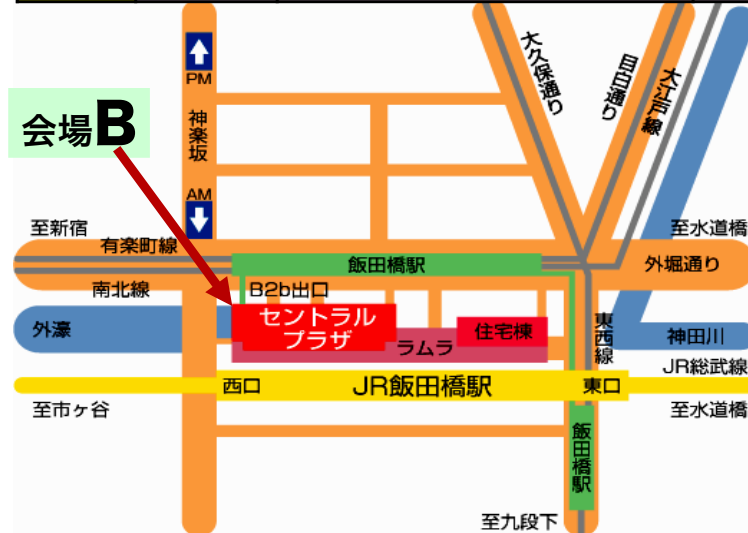 PM
神楽坂
AM
会場B
大久保通り
目白通り
大江戸線
至新宿
至水道橋
有楽町線
飯田橋駅
外堀通り
南北線
B2b出口
外濠
セントラル
プラザ
ラムラ
住宅棟
東西線
神田川
JR総武線
西口
JR飯田橋駅
東口
至市ヶ谷
至水道橋
飯田橋駅
至九段下